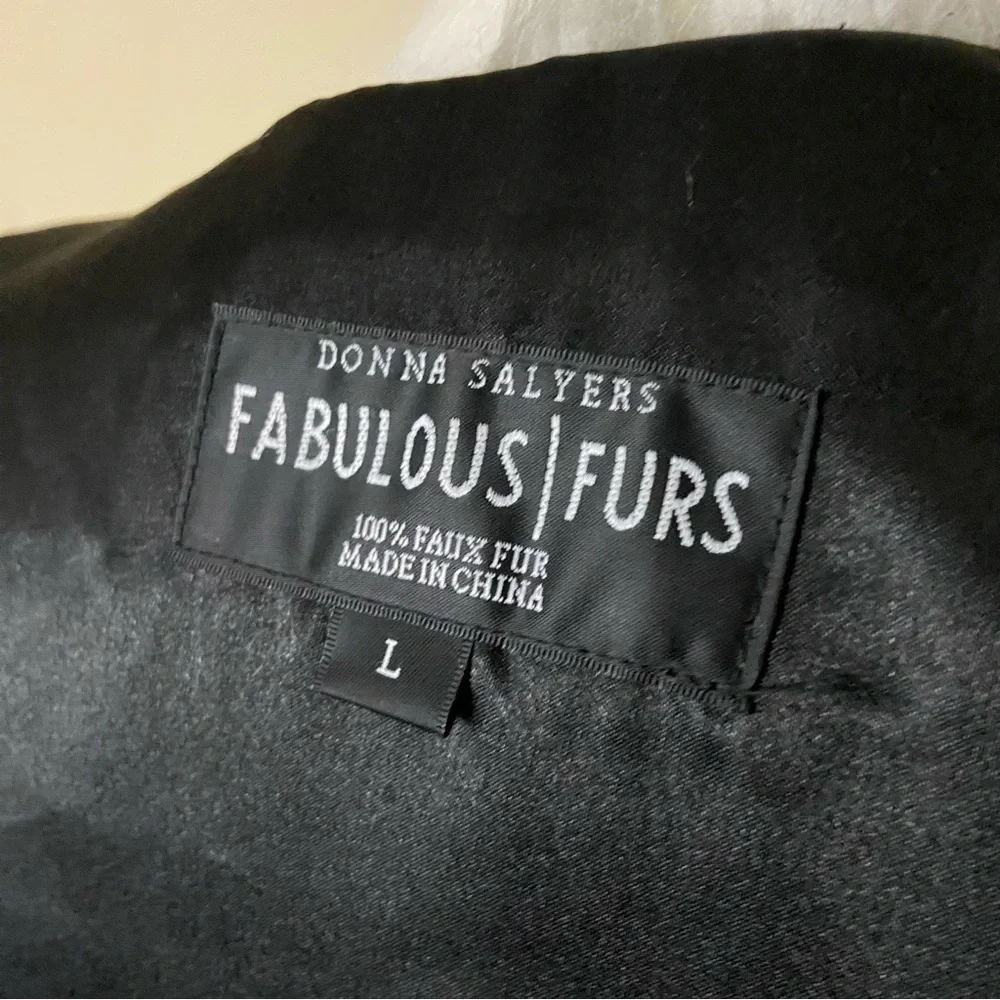 DONNA SALYERS
FABULOUS|FURS
100% FAUX FUR
MADE IN CHINA
L